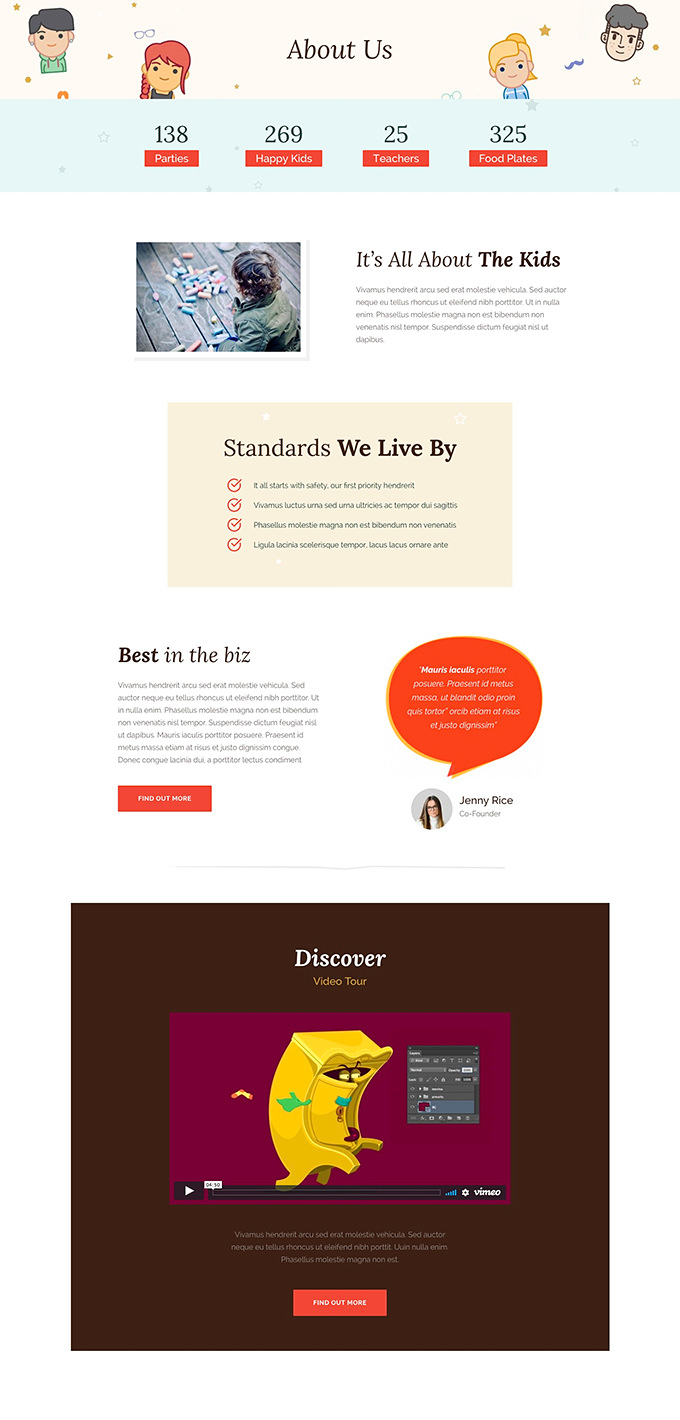 About Us
138 269 25 325
Parties Happy Kids Teachers Food Plates
It's All About The Kids
Vivamus hendrerit arcu sed erat molestie vehicula. Sed auctor
neque eu tellus rhoncus ut eleifend nibh porttitor. Ut in nulla
enim. Phasellus molestie magna non est bibendum non
venenatis nisl tempor. Suspendisse dictum feugiat nisl ut
dapibus.
Standards We Live By
It all starts with safety, our first priority hendrerit
Vivamus luctus urna sed urna ultricies ac tempor dui sagittis
Phasellus molestie magna non est bibendum non venenatis
Ligula lacinia scelerisque tempor, lacus lacus ornare ante
Best in the biz
Vivamus hendrerit arcu sed erat molestie vehicula. Sed
auctor neque eu tellus rhoncus ut eleifend nibh porttitor. Ut
in nulla enim. Phasellus molestie magna non est bibendum
non venenatis nisl tempor. Suspendisse dictum feugiat nisl
ut dapibus. Mauris iaculis porttitor posuere. Praesent id
metus massa etiam at risus et justo dignissim congue.
Donec congue lacinia dui, a porttitor lectus condiment
FIND OUT MORE
"Mauris iaculis porttitor
posuere. Praesent id metus
massa, ut blandit odio proin
quis tortor" orcib etiam at risus
et justo dignissim"
Jenny Rice
Co-Founder
Discover
Video Tour
Layers
Kind
Normal Opacity:
Lock: Fill:
04:50
vimeo
Vivamus hendrerit arcu sed erat molestie vehicula. Sed auctor
neque eu tellus rhoncus ut eleifend nibh porttit. Uuin nulla enim.
Phasellus molestie magna non est.
FIND OUT MORE